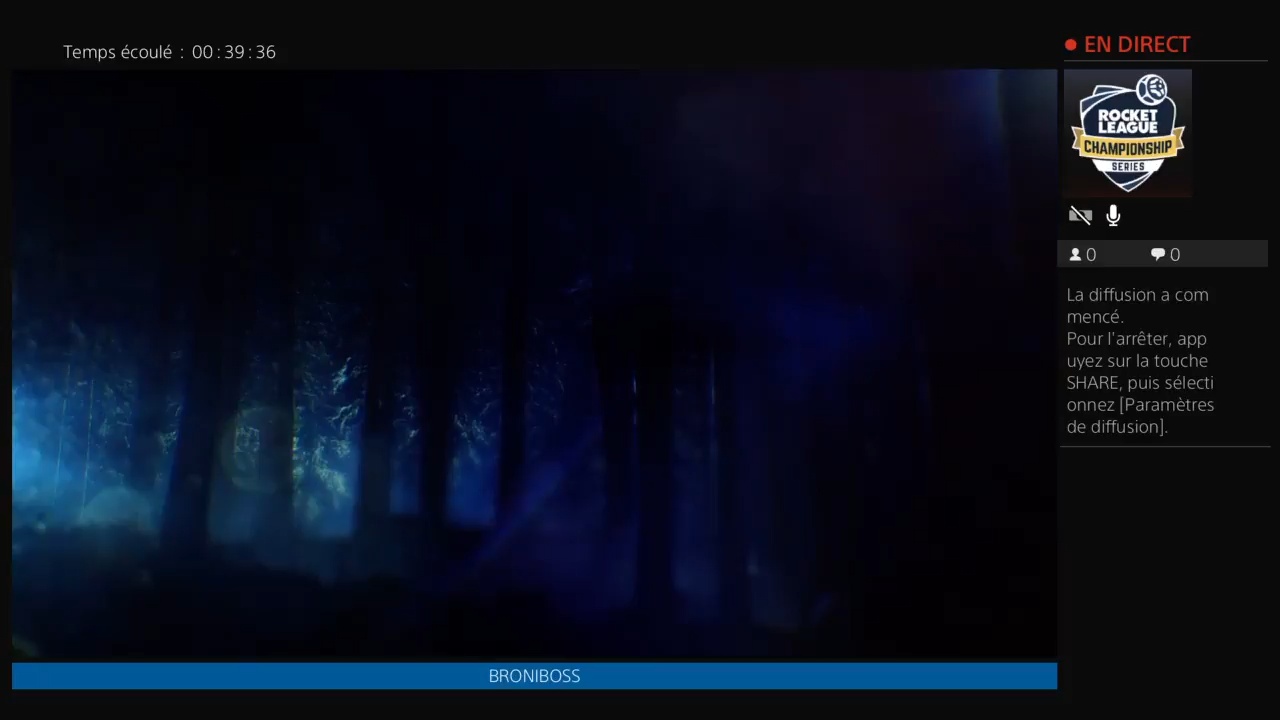 Temps écoulé : 00:39:36
EN DIRECT
ROCKET
LEAGUE
CHAMPIONSHIP
SERIES
0
0
La diffusion a com
mencé.
Pour l'arrêter, app
uyez sur la touche
SHARE, puis sélecti
onnez [Paramètres
de diffusion].
BRONIBOSS